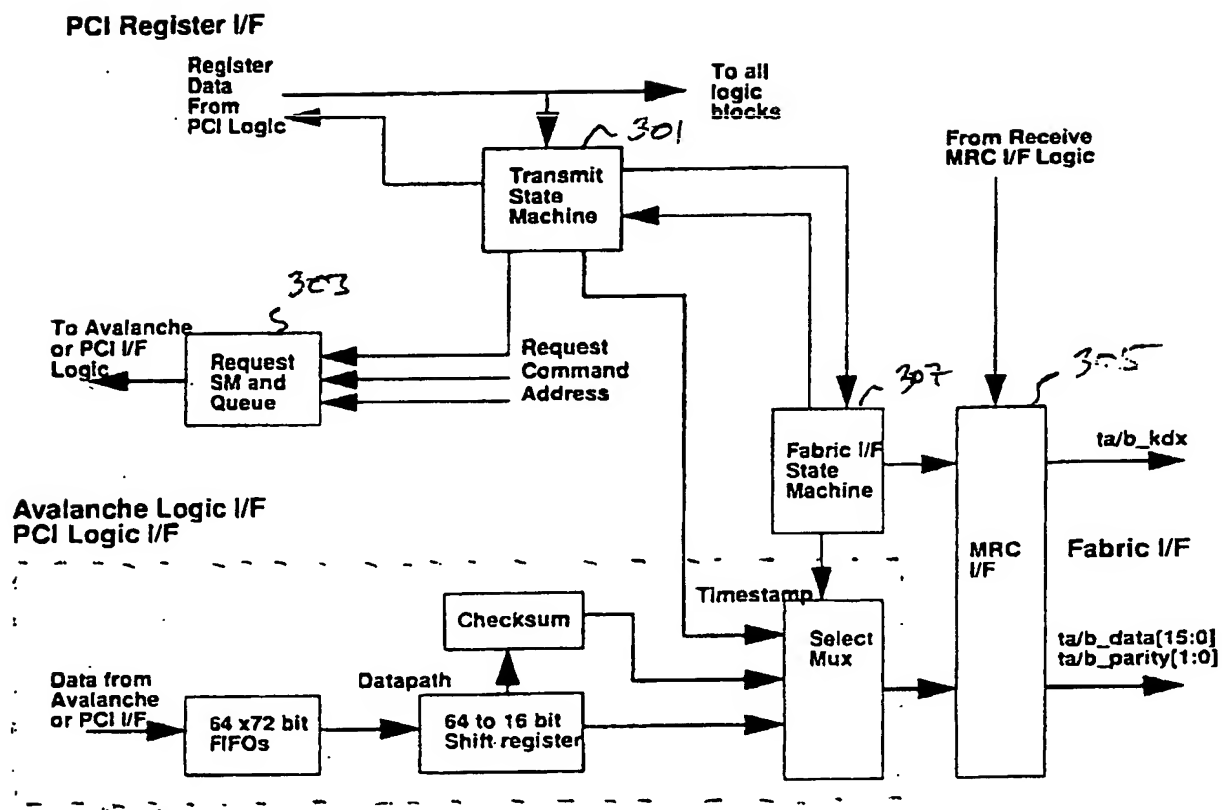 PCI Register I/F
Register
Data
From
PCI Logic
To all
logic
blocks
301
From Receive
MRC I/F Logic
Transmit
State
Machine
303
To Avalanche
or PCI I/F
Logic
Request
SM and
Queue
Request
Command
Address
307
305
Fabric I/F
State
Machine
ta/b_kdx
Avalanche Logic I/F
PCI Logic I/F
MRC
I/F
Fabric I/F
Timestamp
Checksum
Select
Mux
ta/b_data[15:0]
ta/b_parity[1:0]
Data from
Avalanche
or PCI I/F
Datapath
64 x72 bit
FIFOs
64 to 16 bit
Shift register